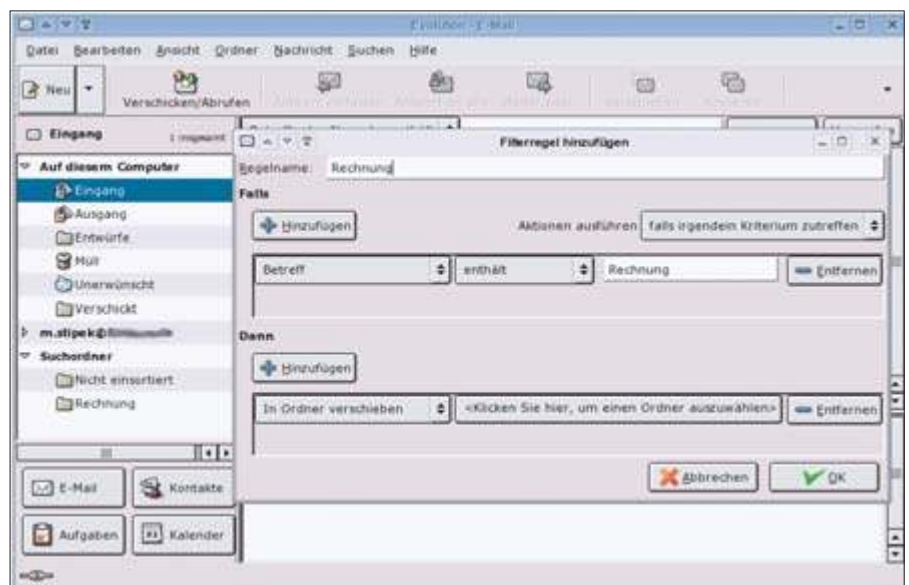 Evolution - E-Mail
Datei Bearbeiten Ansicht Ordner Nachricht Suchen Hilfe
Neu
Verschicken/Abrufen
Eingang
1 insgesamt
Auf diesem Computer
Eingang
Ausgang
Entwürfe
Müll
Unerwünscht
Verschickt
m.stipek@
Suchordner
Nicht einsortiert
Rechnung
E-Mail
Kontakte
Aufgaben
Kalender
Filterregel hinzufügen
Regelname: Rechnung
Falls
Hinzufügen
Aktionen ausführen falls irgendein Kriterium zutreffen
Betreff enthält Rechnung Entfernen
Dann
Hinzufügen
In Ordner verschieben <Klicken Sie hier, um einen Ordner auszuwählen> Entfernen
Abbrechen OK